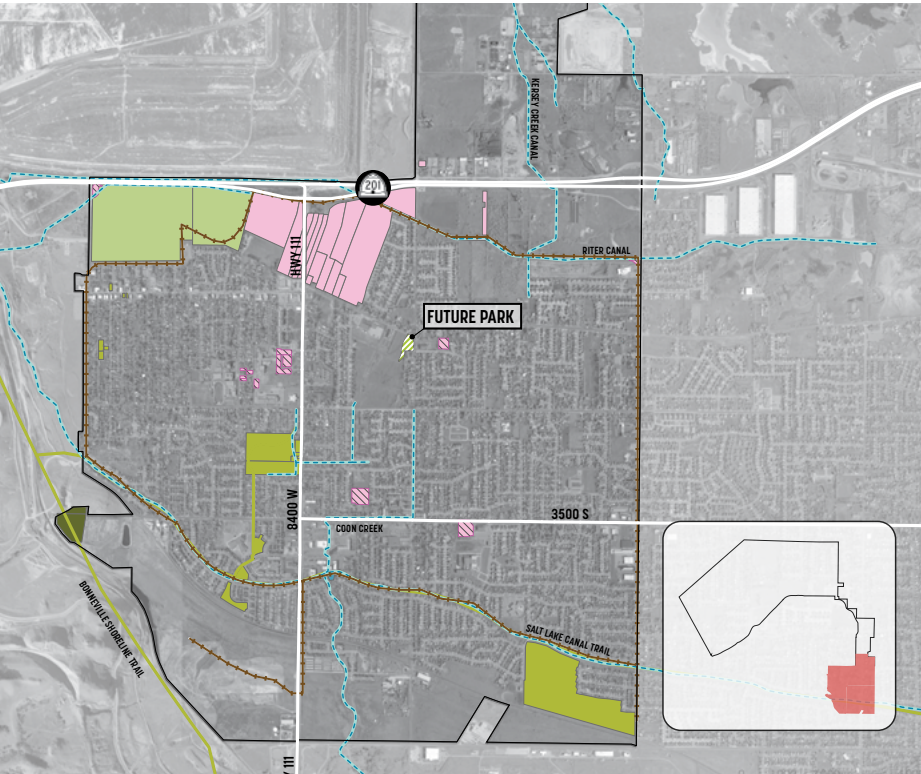 KERSEY CREEK CANAL
201
RITER CANAL
HWY 111
FUTURE PARK
8400 W
3500 S
COON CREEK
BONNEVILLE SHORELINE TRAIL
SALT LAKE CANAL TRAIL
Y 111